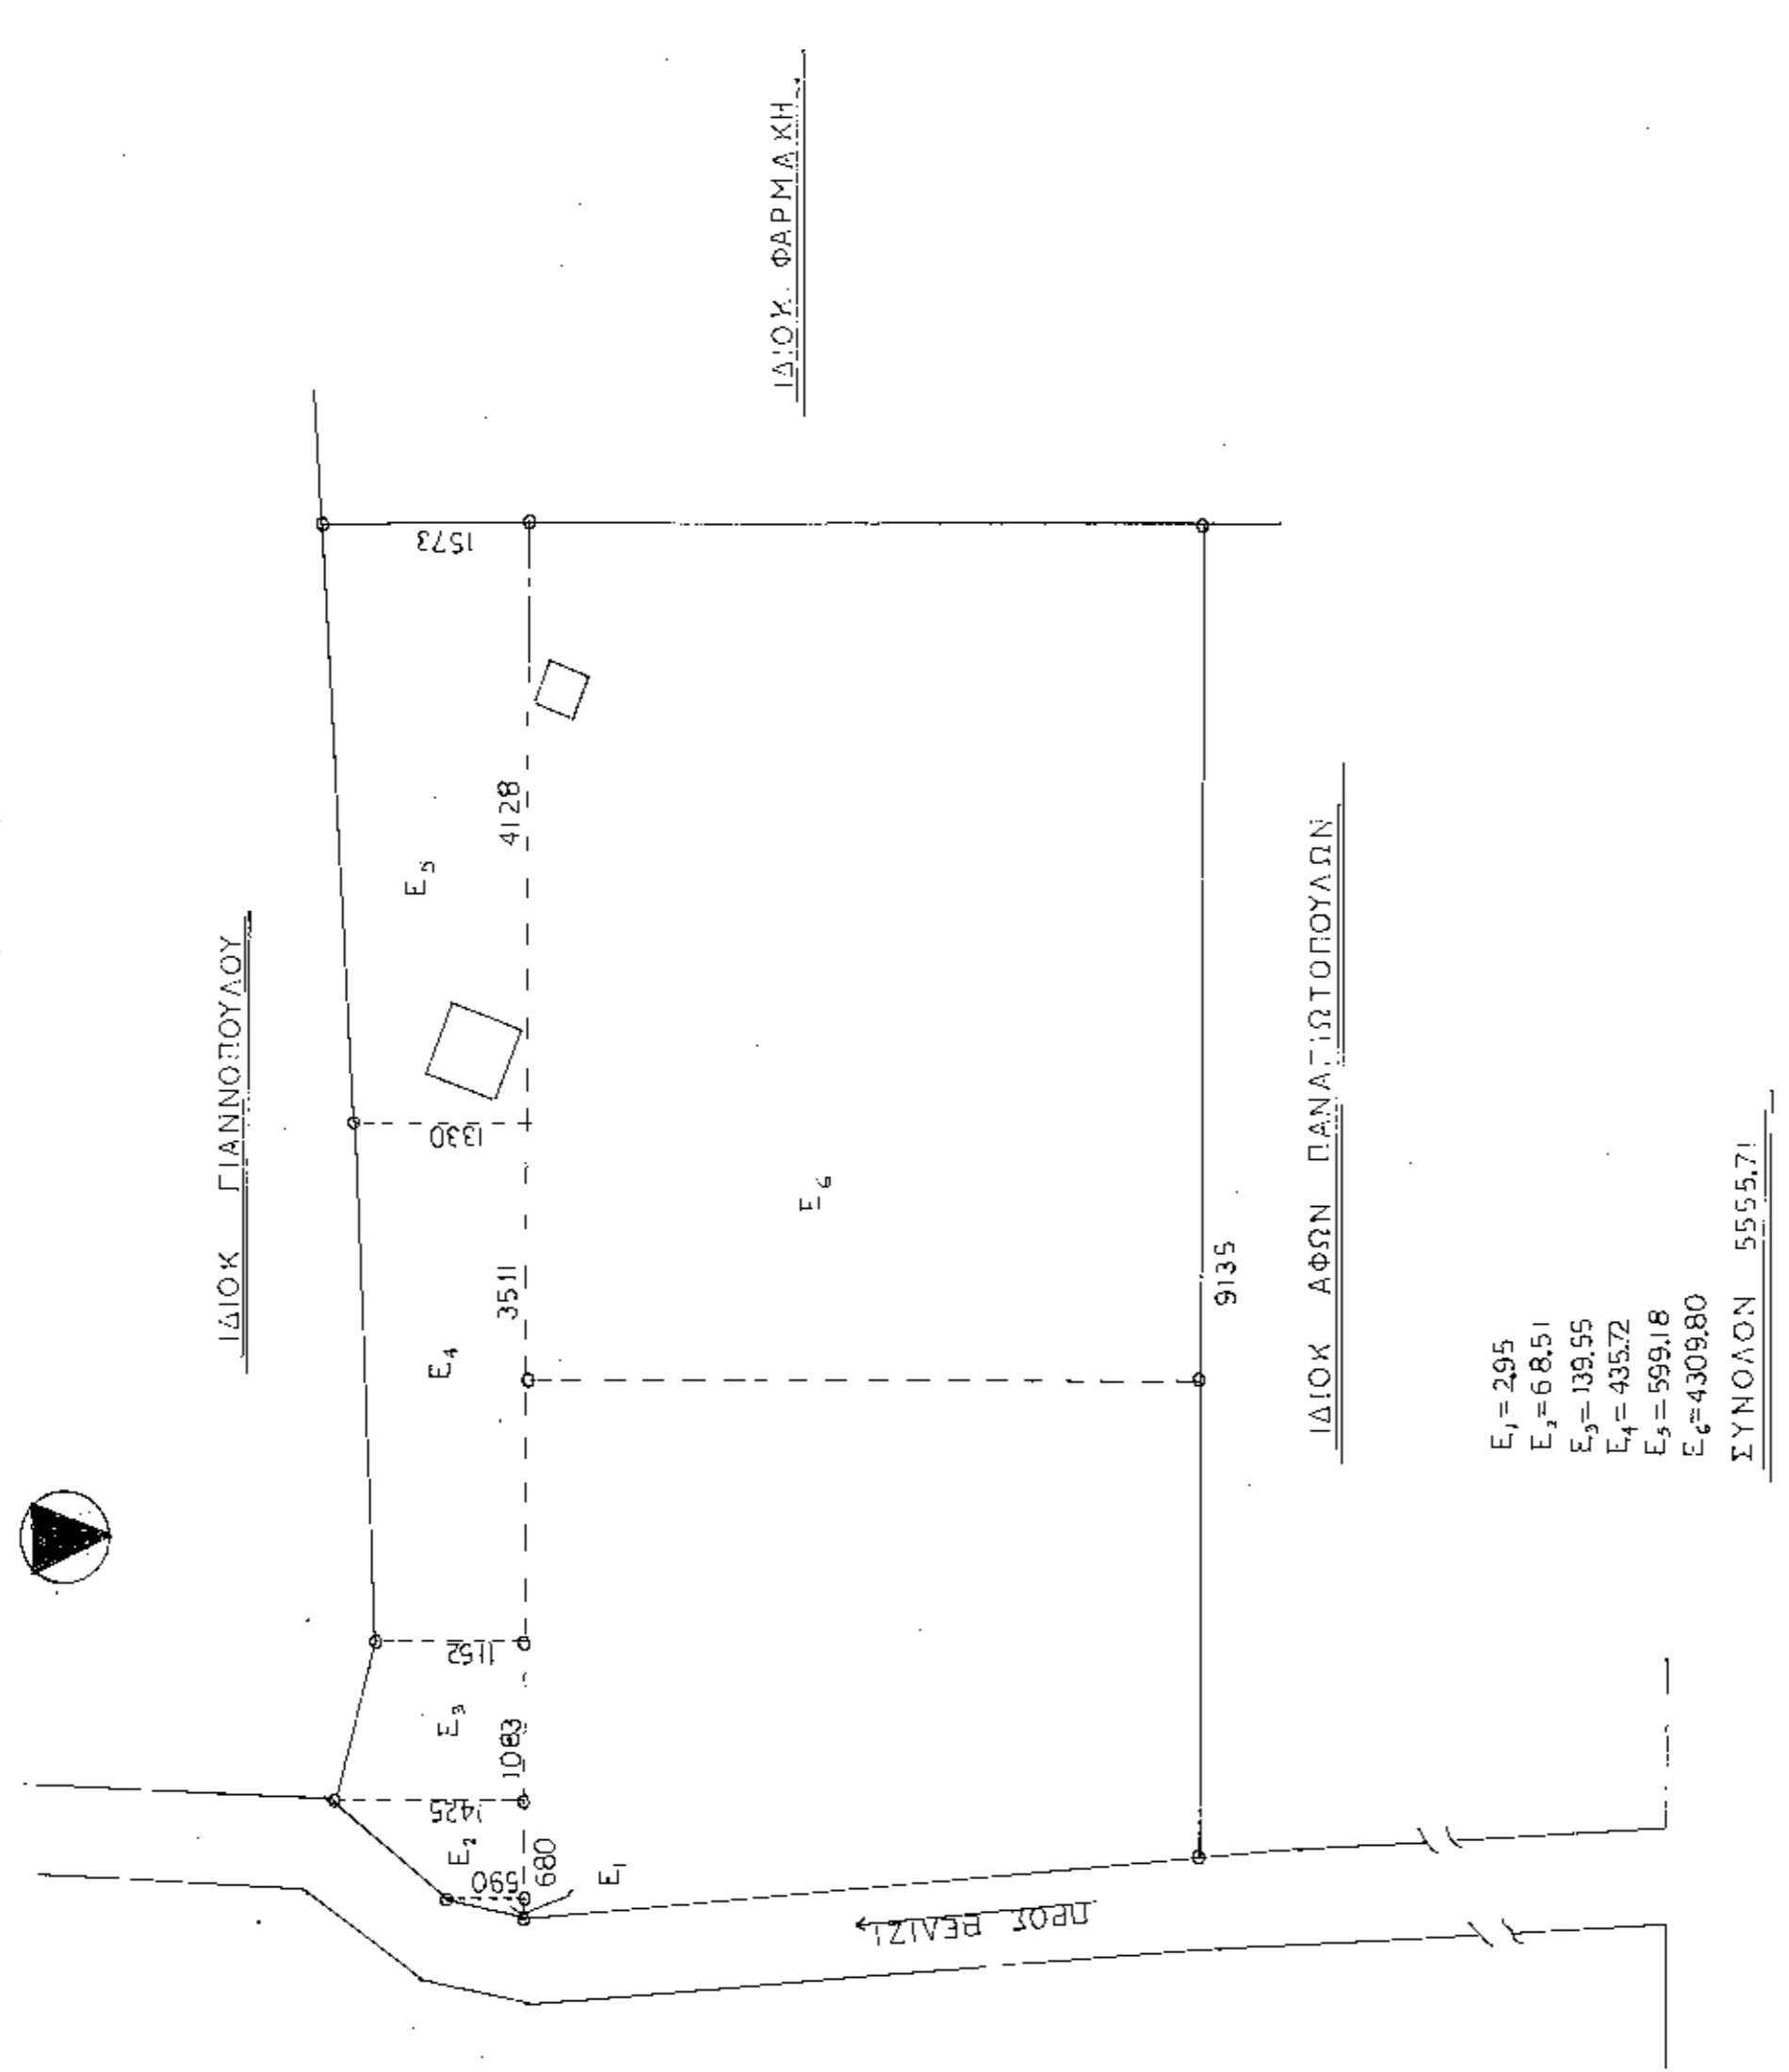 ΙΔΙΟΚ ΓΙΑΝΝΟΠΟΥΛΟΥ
ΙΔΙΟΚ. ΦΑΡΜΑΚΗ
1573
4128
E5
1330
3511
E4
1152
E3
1083
1425
E2
590
680
E1
E6
9135
ΠΡΟΣ ΒΕΛΙΖΙ
ΙΔΙΟΚ ΑΦΩΝ ΠΑΝΑΓΙΩΤΟΠΟΥΛΩΝ
E1=2,95
E2=68,51
E3=139,55
E4=435,72
E5=599,18
E6=4309,80
ΣΥΝΟΛΟΝ 5555,71